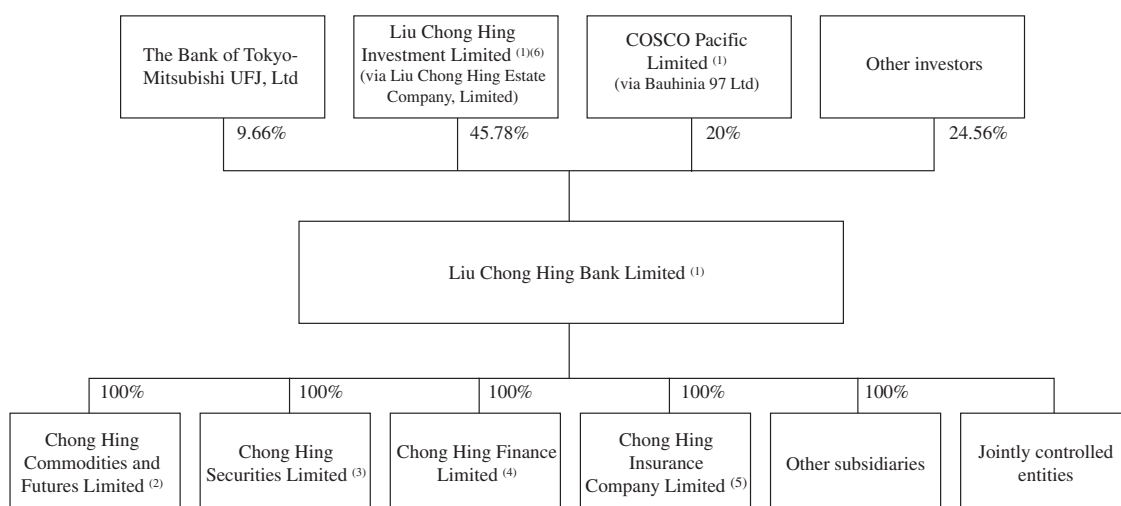 The Bank of Tokyo-
Mitsubishi UFJ, Ltd
Liu Chong Hing
Investment Limited (1)(6)
(via Liu Chong Hing Estate
Company, Limited)
COSCO Pacific
Limited (1)
(via Bauhinia 97 Ltd)
Other investors
9.66%
45.78%
20%
24.56%
Liu Chong Hing Bank Limited (1)
100%
100%
100%
100%
100%
Chong Hing
Commodities and
Futures Limited (2)
Chong Hing
Securities Limited (3)
Chong Hing Finance
Limited (4)
Chong Hing
Insurance
Company Limited (5)
Other subsidiaries
Jointly controlled
entities